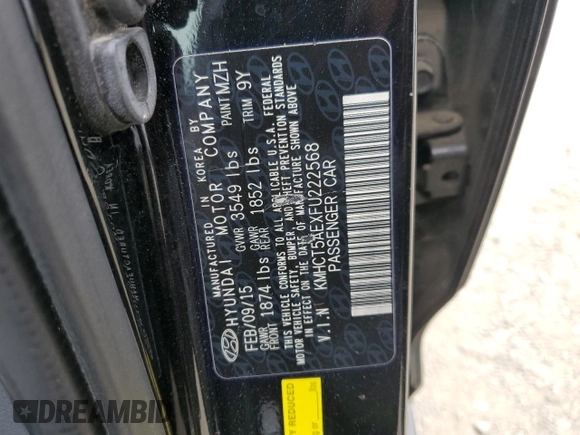 MANUFACTURED IN KOREA BY
HYUNDAI MOTOR COMPANY
FEB/09/15 GVWR 3549 lbs PAINT MZH
GAWR FRONT 1874 lbs GAWR REAR 1852 lbs TRIM 9Y
THIS VEHICLE CONFORMS TO ALL APPLICABLE U.S.A. FEDERAL
MOTOR VEHICLE SAFETY, BUMPER, AND THEFT PREVENTION STANDARDS
IN EFFECT ON THE DATE OF MANUFACTURE SHOWN ABOVE
V.I.N KMHCT5AEXFU222568
PASSENGER CAR
Y REDUCED
DREAMBID